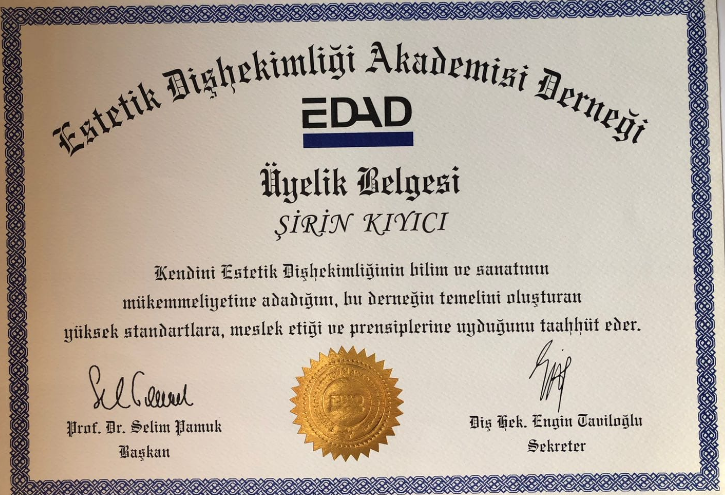 Estetik Dişhekimliği Akademisi Derneği
EDAD
Üyelik Belgesi
ŞİRİN KIYICI
Kendini Estetik Dişhekimliğinin bilim ve sanatının
mükemmeliyetine adadığını, bu derneğin temelini oluşturan
yüksek standartlara, meslek etiği ve prensiplerine uyduğunu taahhüt eder.
Prof. Dr. Selim Pamuk
Başkan
Diş Hek. Engin Taviloğlu
Sekreter